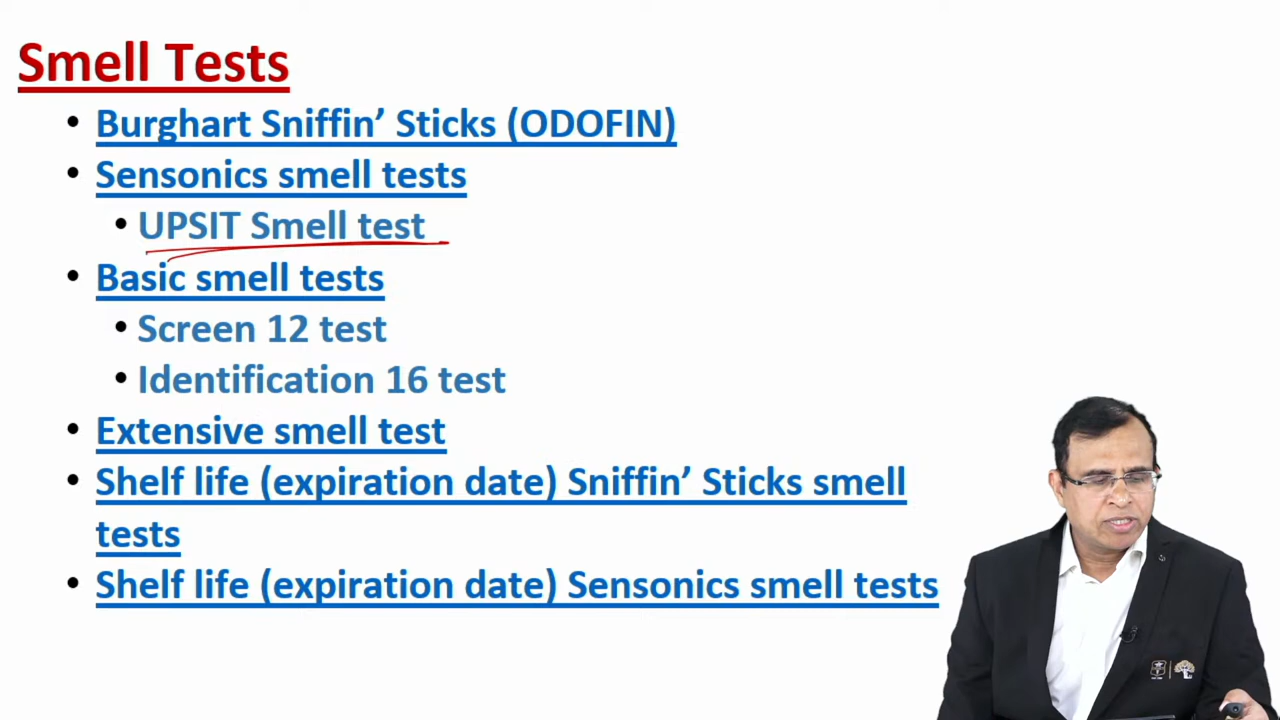 Smell Tests
• Burghart Sniffin’ Sticks (ODOFIN)
• Sensonics smell tests
• UPSIT Smell test
• Basic smell tests
• Screen 12 test
• Identification 16 test
• Extensive smell test
• Shelf life (expiration date) Sniffin’ Sticks smell
tests
• Shelf life (expiration date) Sensonics smell tests